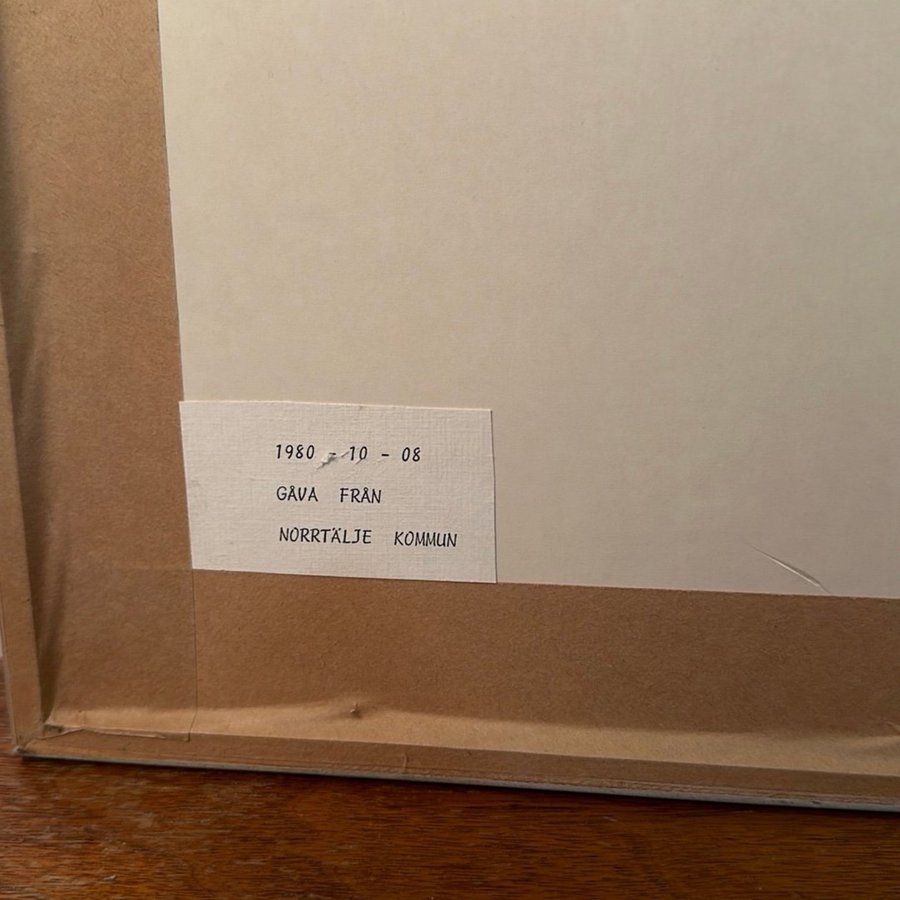 1980 - 10 - 08
GÅVA FRÅN
NORRTÄLJE KOMMUN